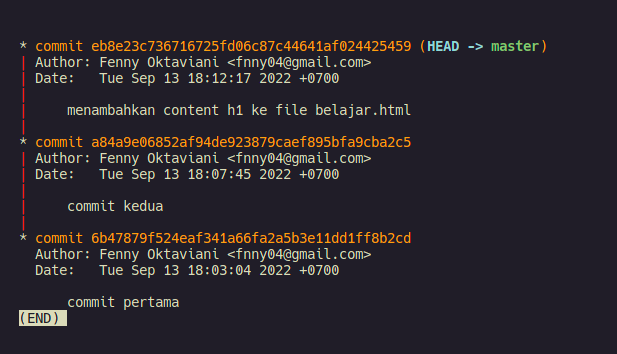 * commit eb8e23c736716725fd06c87c44641af024425459 (HEAD -> master)
| Author: Fenny Oktaviani <fnny04@gmail.com>
| Date:   Tue Sep 13 18:12:17 2022 +0700
|
|     menambahkan content h1 ke file belajar.html
|
* commit a84a9e06852af94de923879caef895bfa9cba2c5
| Author: Fenny Oktaviani <fnny04@gmail.com>
| Date:   Tue Sep 13 18:07:45 2022 +0700
|
|     commit kedua
|
* commit 6b47879f524eaf341a66fa2a5b3e11dd1ff8b2cd
  Author: Fenny Oktaviani <fnny04@gmail.com>
  Date:   Tue Sep 13 18:03:04 2022 +0700

      commit pertama
(END)